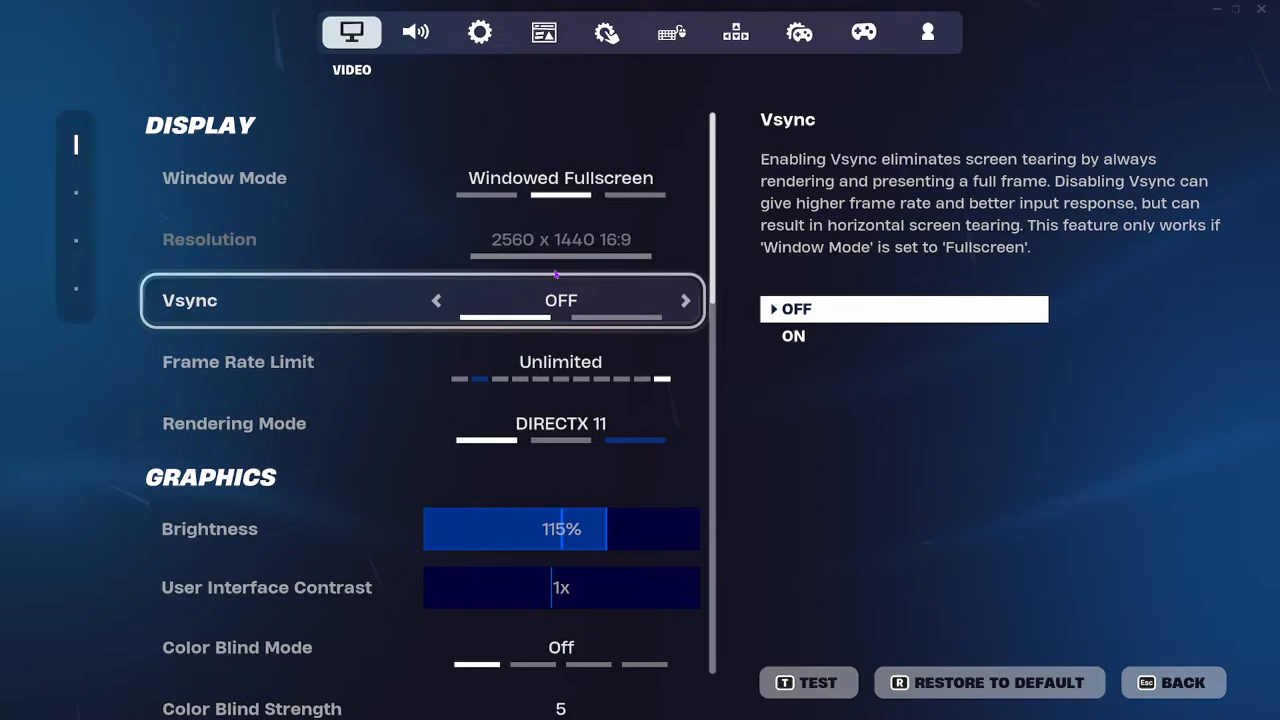 VIDEO
DISPLAY
Window Mode
Windowed Fullscreen
Resolution
2560 x 1440 16:9
Vsync
OFF
Frame Rate Limit
Unlimited
Rendering Mode
DIRECTX 11
GRAPHICS
Brightness
115%
User Interface Contrast
1x
Color Blind Mode
Off
Color Blind Strength
5
Vsync
Enabling Vsync eliminates screen tearing by always
rendering and presenting a full frame. Disabling Vsync can
give higher frame rate and better input response, but can
result in horizontal screen tearing. This feature only works if
'Window Mode' is set to 'Fullscreen'.
OFF
ON
T TEST
R RESTORE TO DEFAULT
Esc BACK